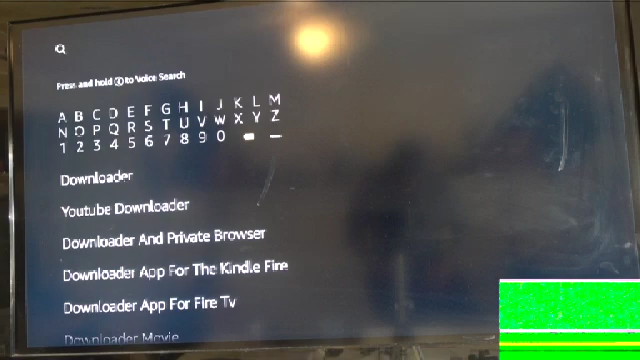 Press and hold to Voice Search
A B C D E F G H I J K L M
N O P Q R S T U V W X Y Z
1 2 3 4 5 6 7 8 9 0
Downloader
Youtube Downloader
Downloader And Private Browser
Downloader App For The Kindle Fire
Downloader App For Fire Tv
Downloader Movie